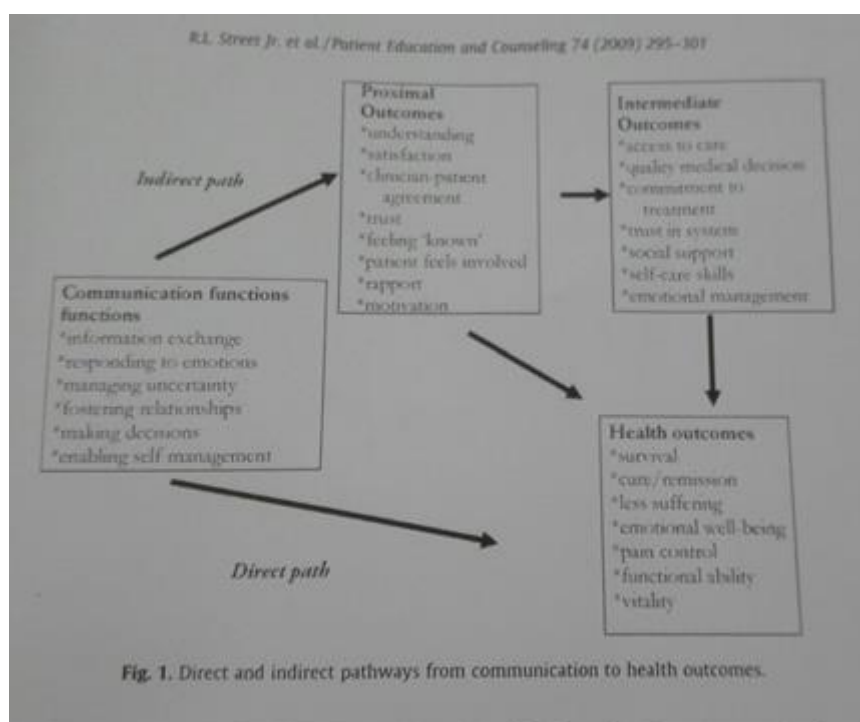 R.L. Street Jr. et al./Patient Education and Counseling 74 (2009) 295–301
Proximal
Outcomes
*understanding
*satisfaction
*clinician-patient
agreement
*trust
*feeling 'known'
*patient feels involved
*rapport
*motivation
Intermediate
Outcomes
*access to care
*quality medical decision
*commitment to
treatment
*trust in system
*social support
*self-care skills
*emotional management
Indirect path
Communication functions
functions
*information exchange
*responding to emotions
*managing uncertainty
*fostering relationships
*making decisions
*enabling self management
Health outcomes
*survival
*cure/remission
*less suffering
*emotional well-being
*pain control
*functional ability
*vitality
Direct path
Fig. 1. Direct and indirect pathways from communication to health outcomes.